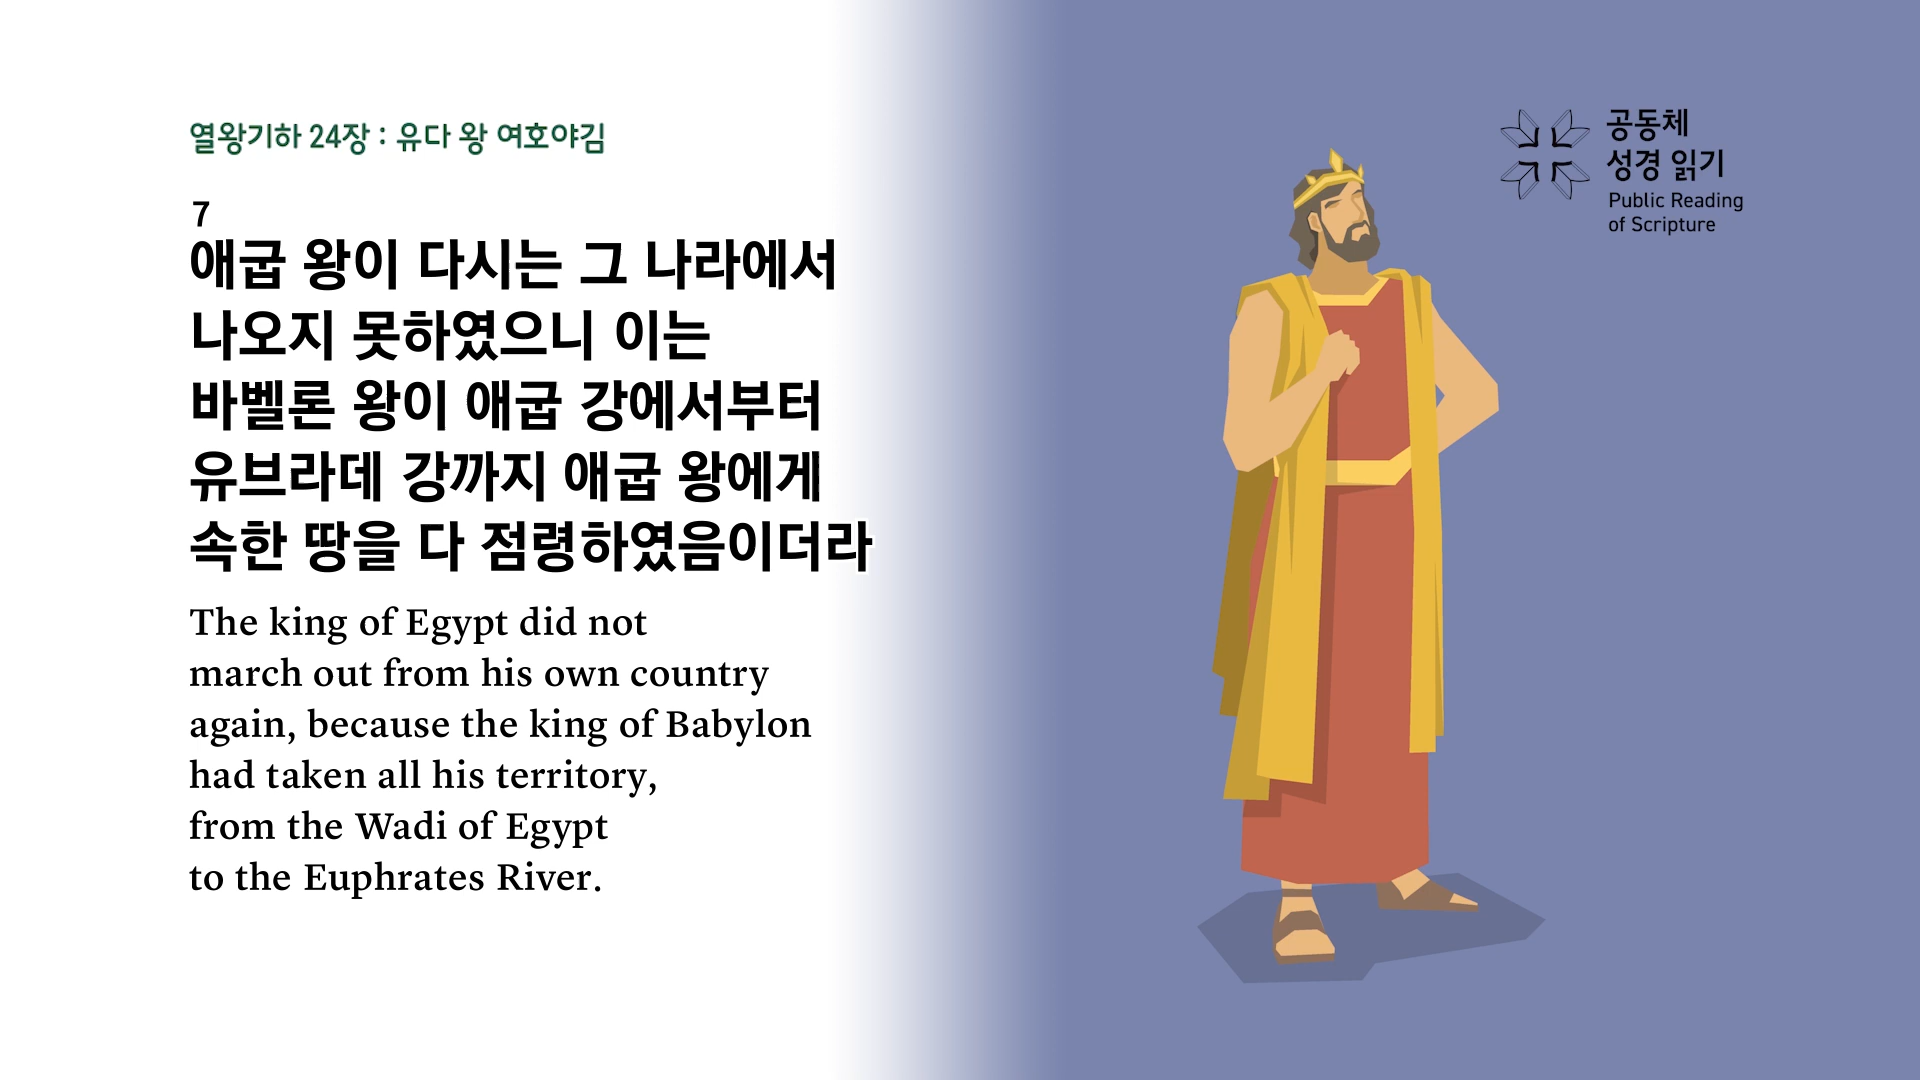 열왕기하 24장 : 유다 왕 여호야김
7
애굽 왕이 다시는 그 나라에서
나오지 못하였으니 이는
바벨론 왕이 애굽 강에서부터
유브라데 강까지 애굽 왕에게
속한 땅을 다 점령하였음이더라
The king of Egypt did not
march out from his own country
again, because the king of Babylon
had taken all his territory,
from the Wadi of Egypt
to the Euphrates River.
공동체
성경 읽기
Public Reading
of Scripture